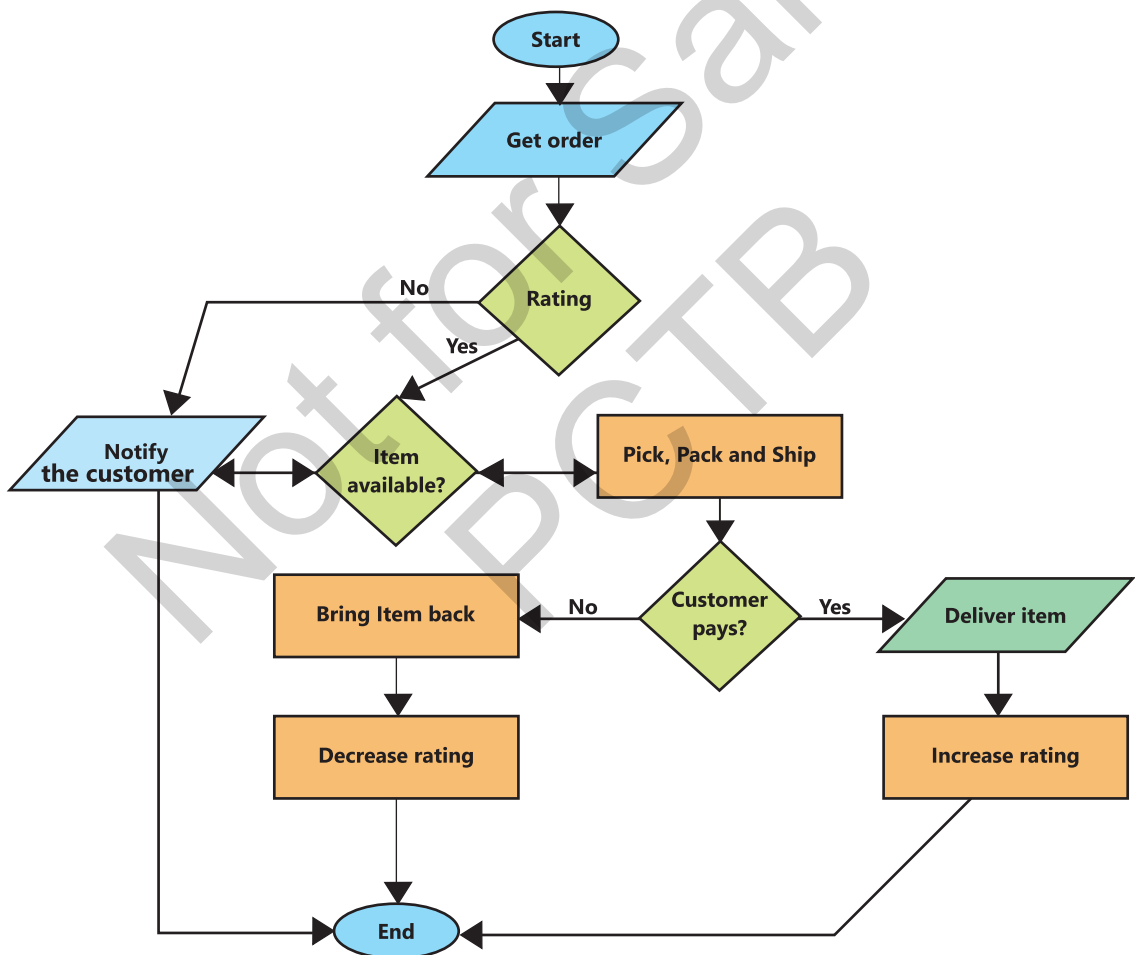 Start
Get order
Rating
No
Yes
Notify
the customer
Item
available?
Pick, Pack and Ship
Customer
pays?
No
Yes
Bring Item back
Deliver item
Decrease rating
Increase rating
End
Not for Sal
PCTB